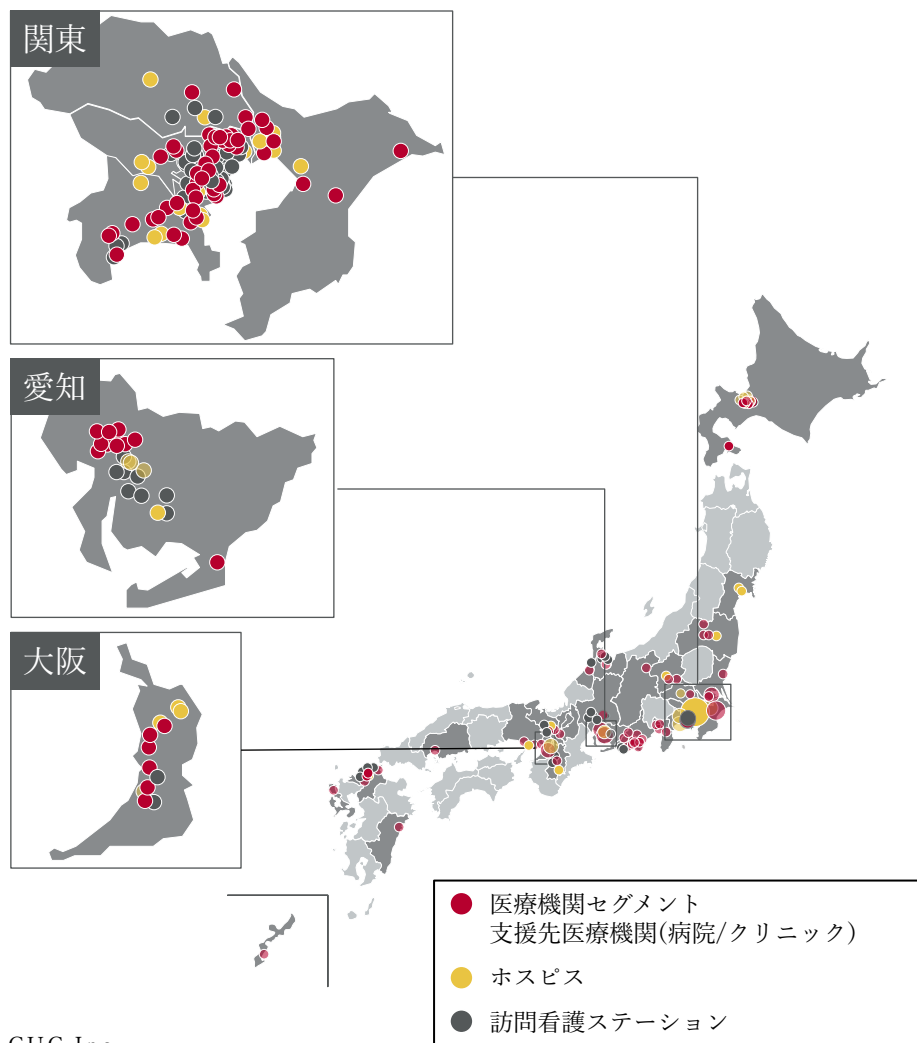 関東
愛知
大阪
医療機関セグメント
支援先医療機関(病院/クリニック)
ホスピス
訪問看護ステーション